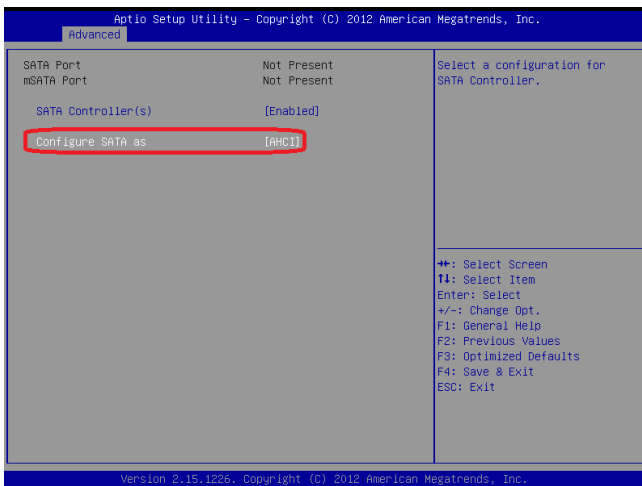 Aptio Setup Utility – Copyright (C) 2012 American Megatrends, Inc.
Advanced
SATA Port Not Present
mSATA Port Not Present
SATA Controller(s) [Enabled]
Configure SATA as [AHCI]
Select a configuration for
SATA Controller.
→←: Select Screen
↑↓: Select Item
Enter: Select
+/-: Change Opt.
F1: General Help
F2: Previous Values
F3: Optimized Defaults
F4: Save & Exit
ESC: Exit
Version 2.15.1226. Copyright (C) 2012 American Megatrends, Inc.